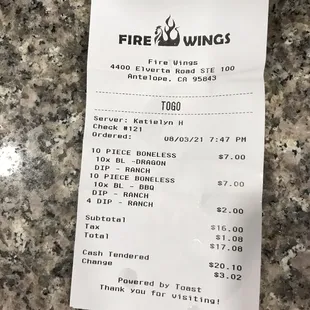 FIRE WINGS
Fire Wings
4400 Elverta Road STE 100
Antelope, CA 95843
TOGO
Server: Katielyn H
Check #121
Ordered: 08/03/21 7:47 PM
10 PIECE BONELESS $7.00
10x BL -DRAGON
DIP - RANCH
10 PIECE BONELESS $7.00
10x BL - BBQ
DIP - RANCH
4 DIP - RANCH $2.00
Subtotal $16.00
Tax $1.08
Total $17.08
Cash Tendered $20.10
Change $3.02
Powered by Toast
Thank you for visiting!